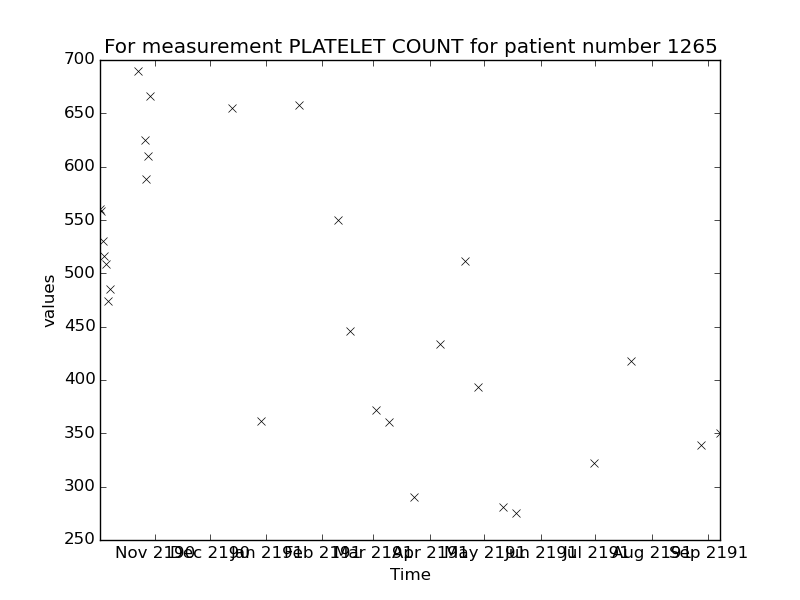 For measurement PLATELET COUNT for patient number 1265
700
650
600
550
500
450
400
350
300
250
values
Nov 2190 Dec 2190 Jan 2191 Feb 2191 Mar 2191 Apr 2191 May 2191 Jun 2191 Jul 2191 Aug 2191 Sep 2191
Time